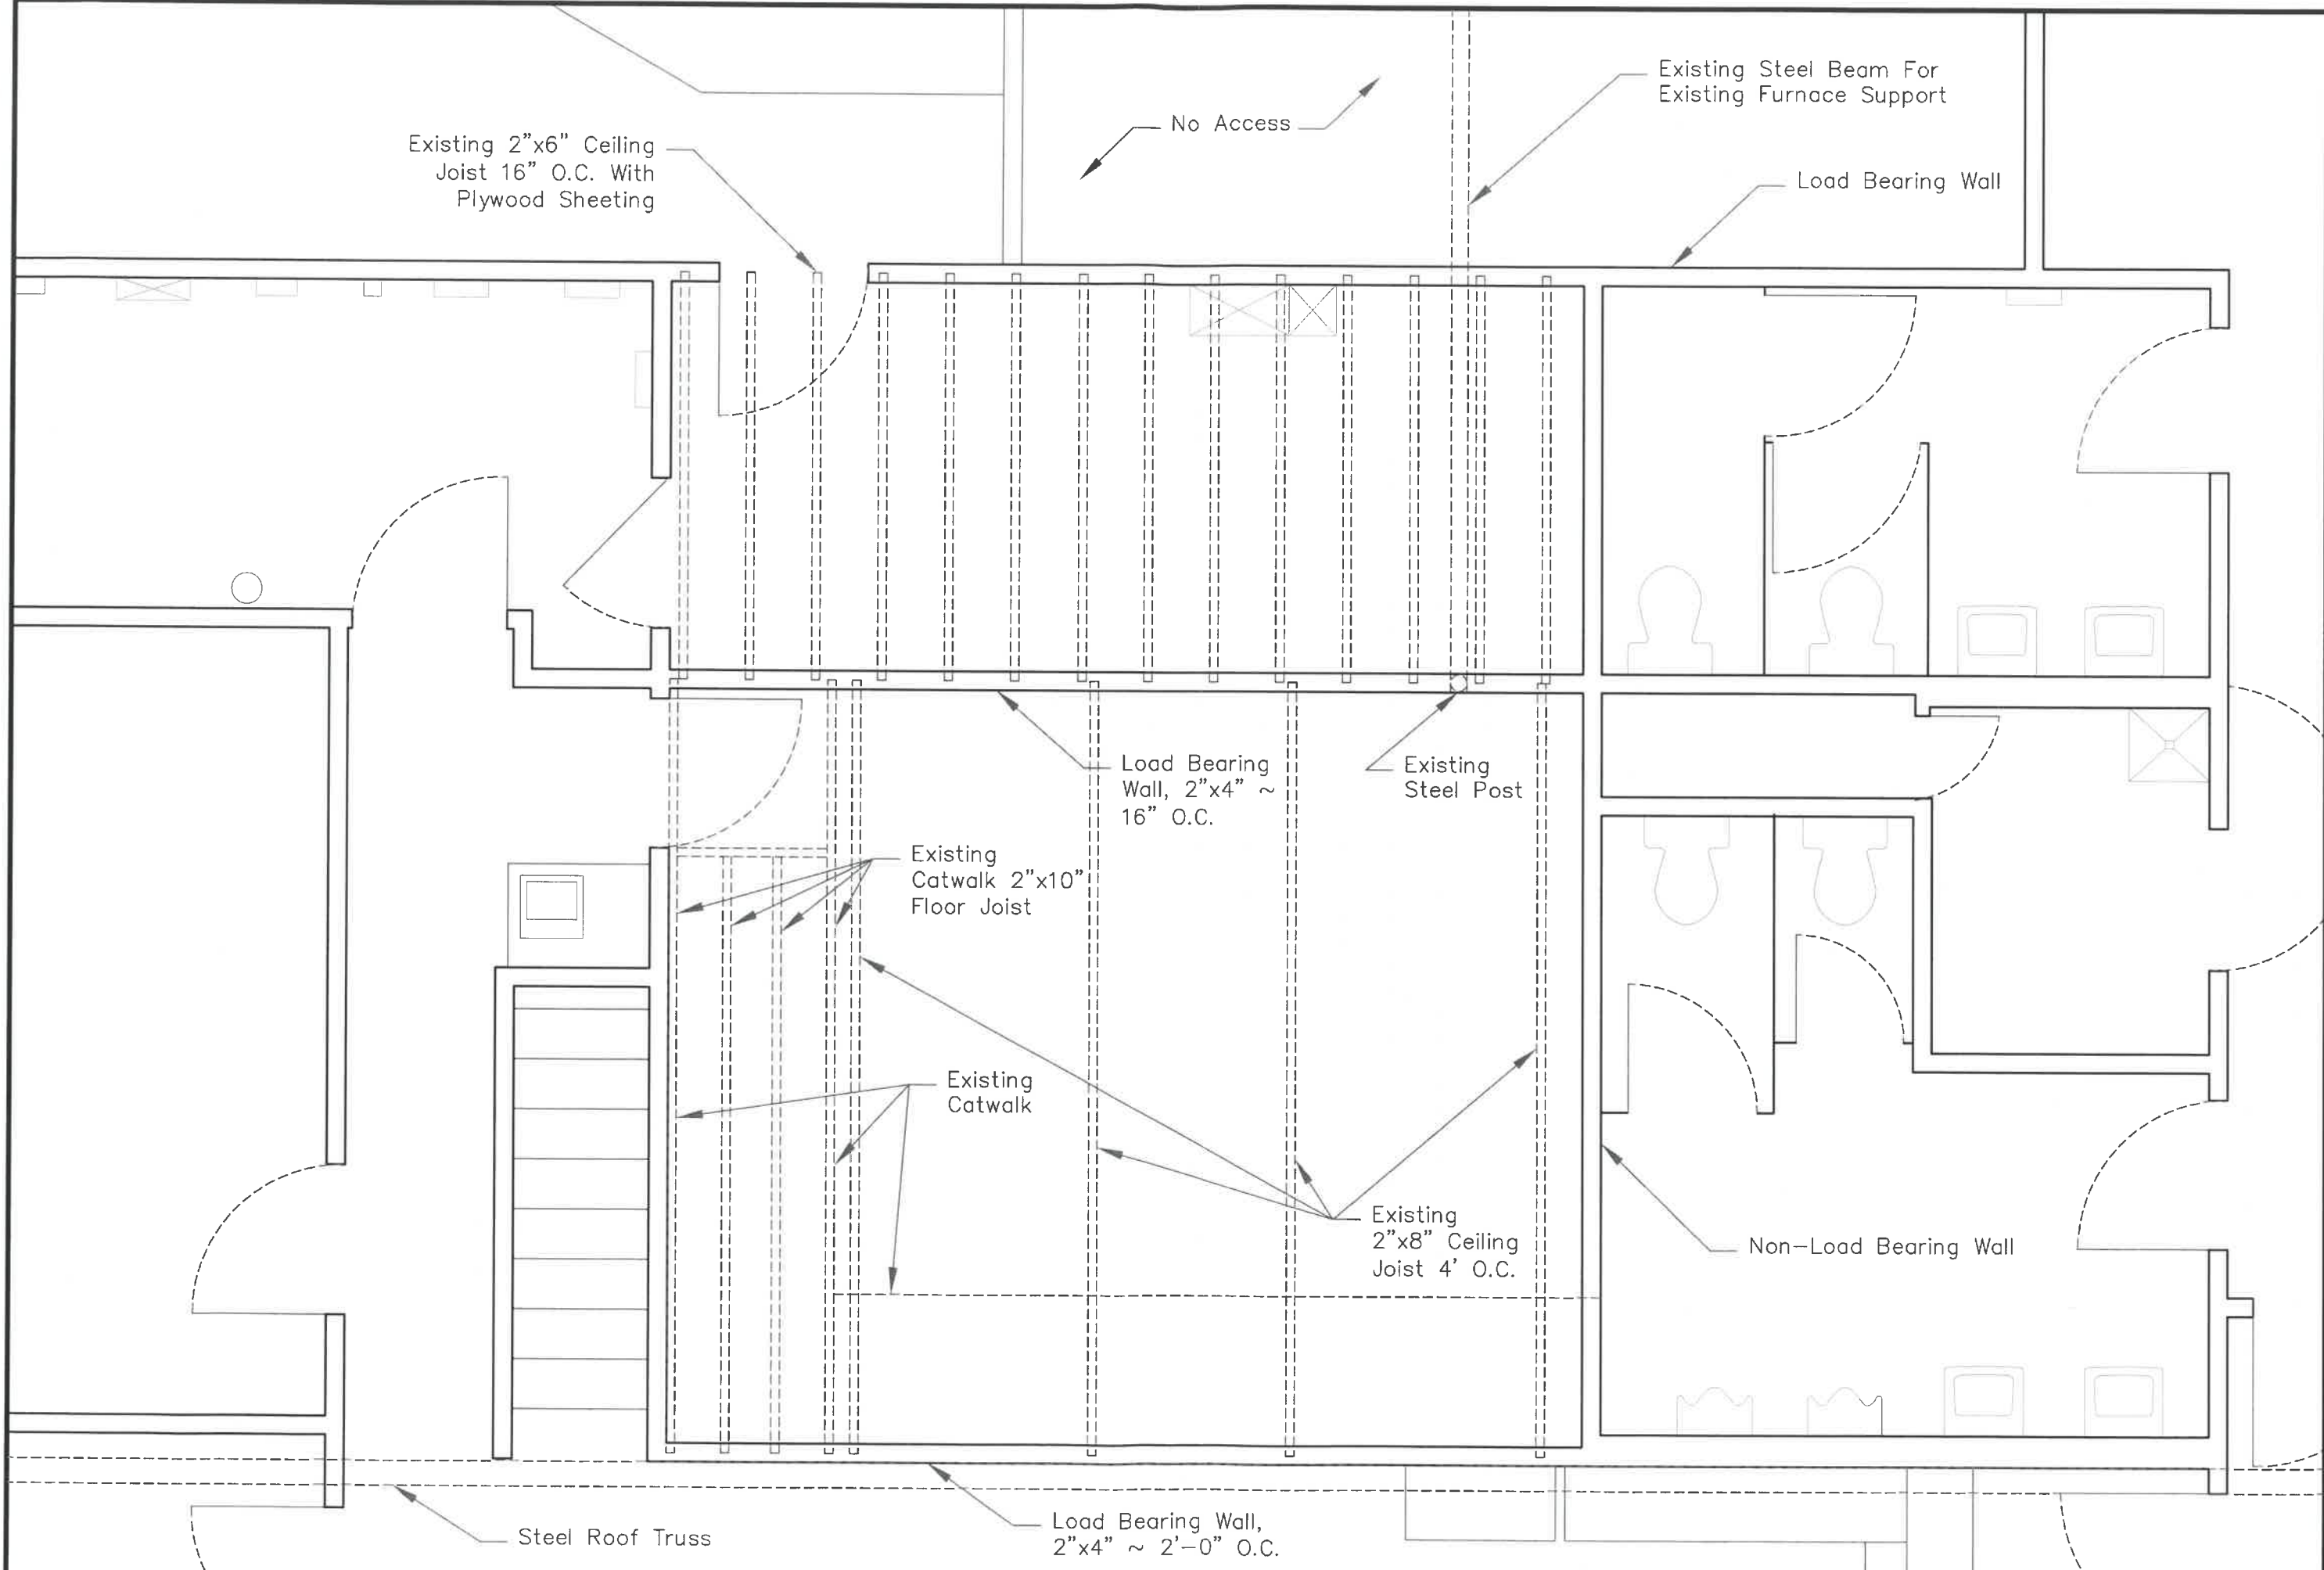 Existing Steel Beam For
Existing Furnace Support
No Access
Existing 2"x6" Ceiling
Joist 16" O.C. With
Plywood Sheeting
Load Bearing Wall
Load Bearing
Wall, 2"x4" ~
16" O.C.
Existing
Steel Post
Existing
Catwalk 2"x10"
Floor Joist
Existing
Catwalk
Existing
2"x8" Ceiling
Joist 4' O.C.
Non-Load Bearing Wall
Steel Roof Truss
Load Bearing Wall,
2"x4" ~ 2'-0" O.C.